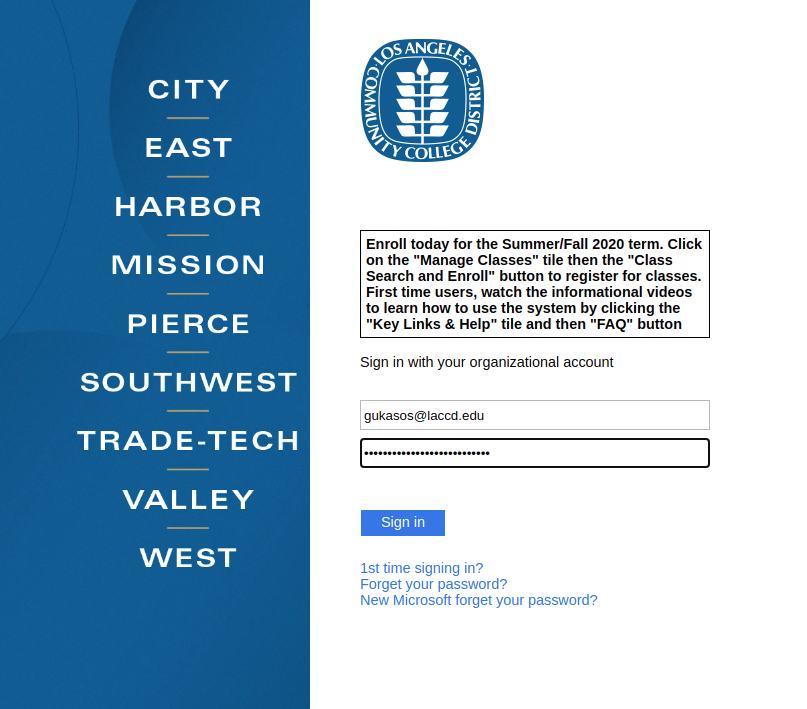 CITY
EAST
HARBOR
MISSION
PIERCE
SOUTHWEST
TRADE-TECH
VALLEY
WEST
LOS ANGELES
COMMUNITY COLLEGE DISTRICT
Enroll today for the Summer/Fall 2020 term. Click
on the "Manage Classes" tile then the "Class
Search and Enroll" button to register for classes.
First time users, watch the informational videos
to learn how to use the system by clicking the
"Key Links & Help" tile and then "FAQ" button
Sign in with your organizational account
gukasos@laccd.edu
•••••••••••••••••••••••••••
Sign in
1st time signing in?
Forget your password?
New Microsoft forget your password?